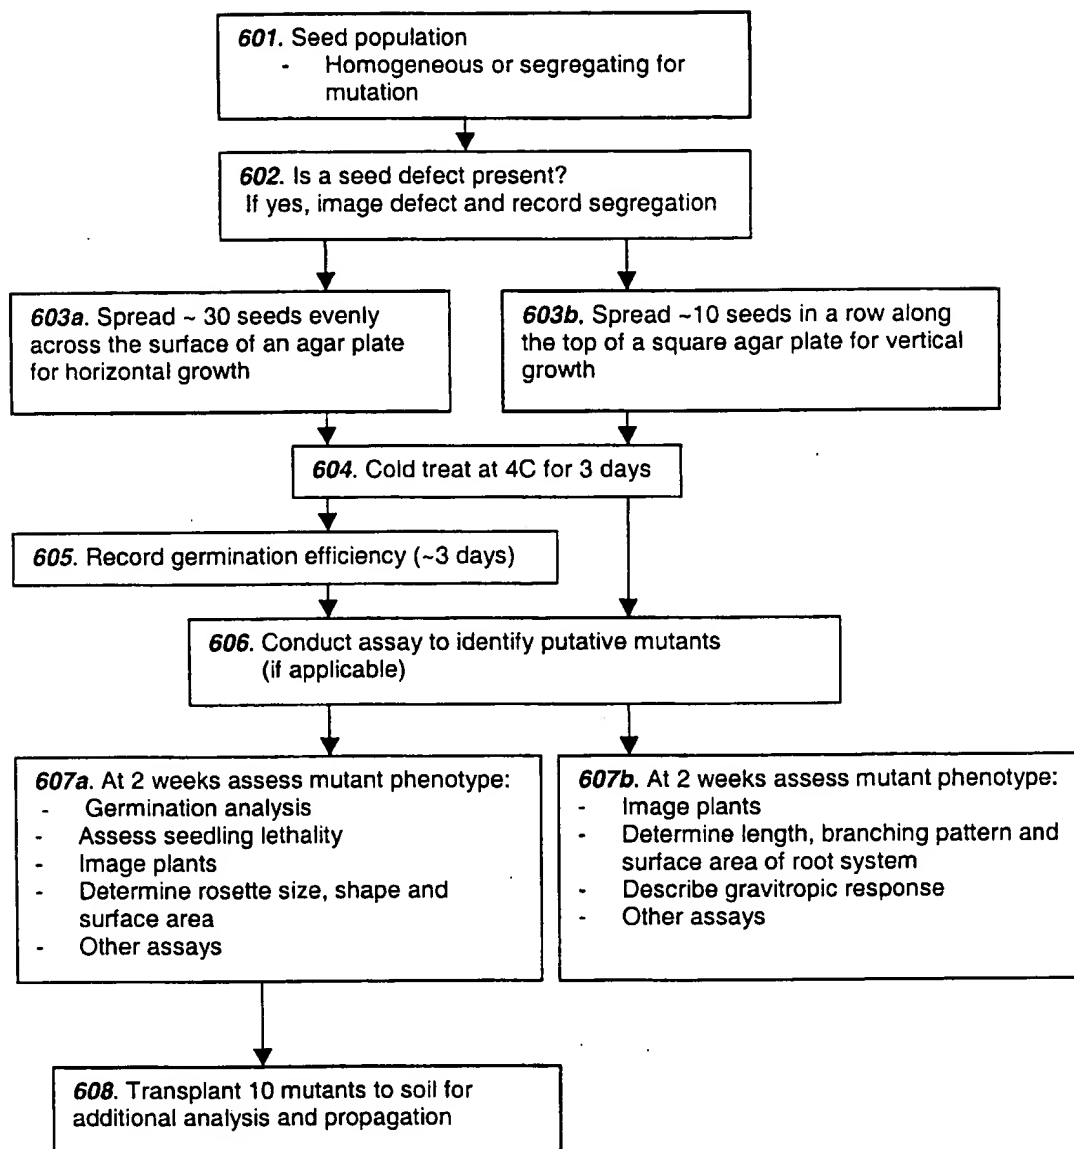 601. Seed population
- Homogeneous or segregating for
mutation
602. Is a seed defect present?
If yes, image defect and record segregation
603a. Spread ~ 30 seeds evenly
across the surface of an agar plate
for horizontal growth
603b. Spread ~10 seeds in a row along
the top of a square agar plate for vertical
growth
604. Cold treat at 4C for 3 days
605. Record germination efficiency (~3 days)
606. Conduct assay to identify putative mutants
(if applicable)
607a. At 2 weeks assess mutant phenotype:
- Germination analysis
- Assess seedling lethality
- Image plants
- Determine rosette size, shape and
surface area
- Other assays
607b. At 2 weeks assess mutant phenotype:
- Image plants
- Determine length, branching pattern and
surface area of root system
- Describe gravitropic response
- Other assays
608. Transplant 10 mutants to soil for
additional analysis and propagation